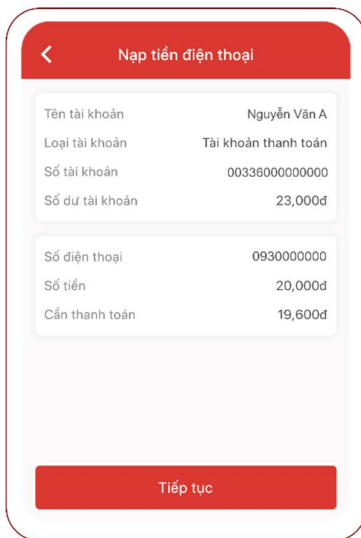 Nạp tiền điện thoại
Tên tài khoản Nguyễn Văn A
Loại tài khoản Tài khoản thanh toán
Số tài khoản 00336000000000
Số dư tài khoản 23,000đ
Số điện thoại 0930000000
Số tiền 20,000đ
Cần thanh toán 19,600đ
Tiếp tục